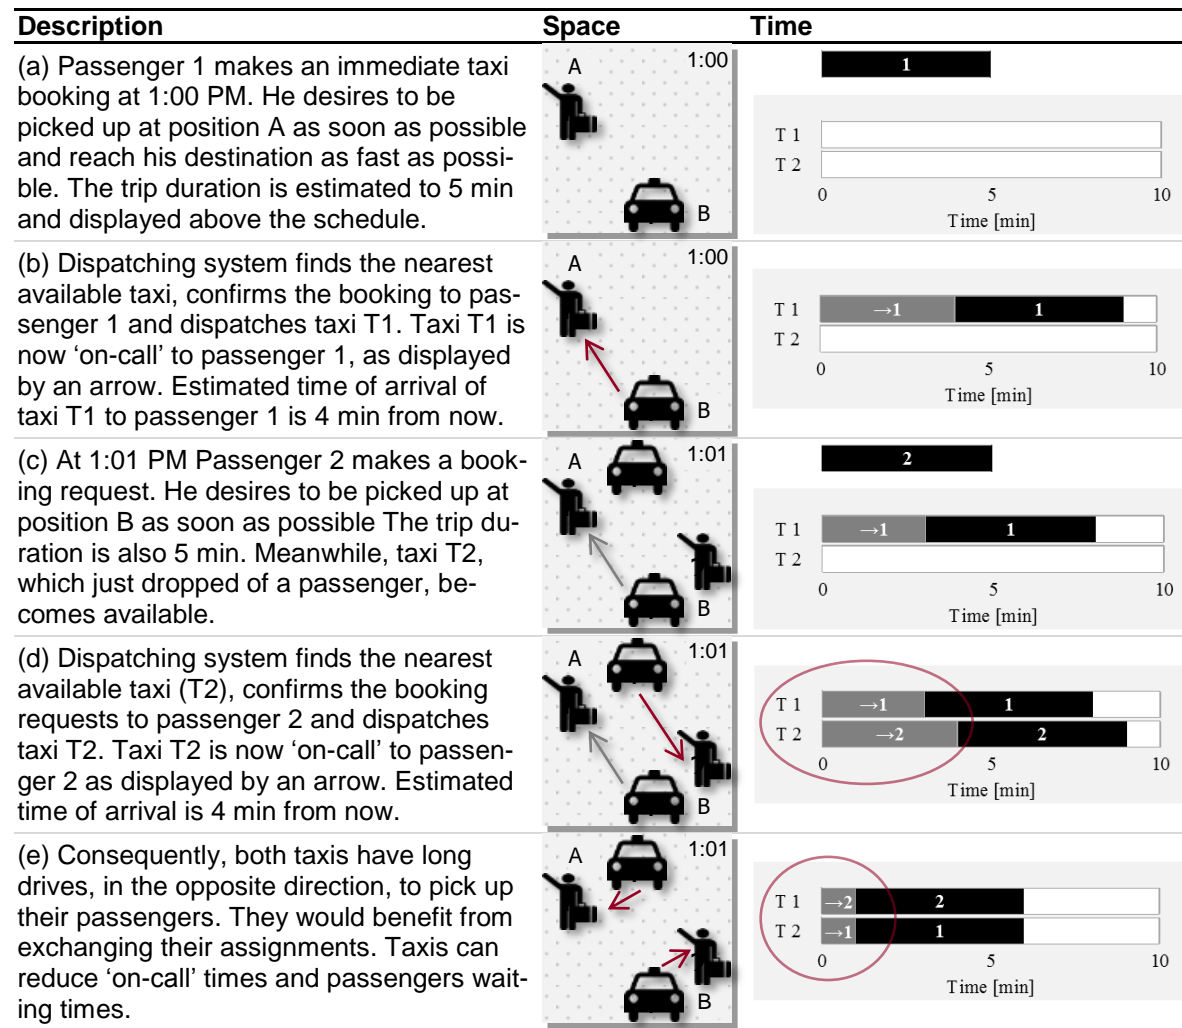 Description Space Time
(a) Passenger 1 makes an immediate taxi
booking at 1:00 PM. He desires to be
picked up at position A as soon as possible
and reach his destination as fast as possi-
ble. The trip duration is estimated to 5 min
and displayed above the schedule.
A 1:00
B
1
T 1
T 2
0 5 10
Time [min]
(b) Dispatching system finds the nearest
available taxi, confirms the booking to pas-
senger 1 and dispatches taxi T1. Taxi T1 is
now ‘on-call’ to passenger 1, as displayed
by an arrow. Estimated time of arrival of
taxi T1 to passenger 1 is 4 min from now.
A 1:00
B
T 1 →1 1
T 2
0 5 10
Time [min]
(c) At 1:01 PM Passenger 2 makes a book-
ing request. He desires to be picked up at
position B as soon as possible The trip du-
ration is also 5 min. Meanwhile, taxi T2,
which just dropped of a passenger, be-
comes available.
A 1:01
B
2
T 1 →1 1
T 2
0 5 10
Time [min]
(d) Dispatching system finds the nearest
available taxi (T2), confirms the booking
requests to passenger 2 and dispatches
taxi T2. Taxi T2 is now ‘on-call’ to passen-
ger 2 as displayed by an arrow. Estimated
time of arrival is 4 min from now.
A 1:01
B
T 1 →1 1
T 2 →2 2
0 5 10
Time [min]
(e) Consequently, both taxis have long
drives, in the opposite direction, to pick up
their passengers. They would benefit from
exchanging their assignments. Taxis can
reduce ‘on-call’ times and passengers wait-
ing times.
A 1:01
B
T 1 →2 2
T 2 →1 1
0 5 10
Time [min]